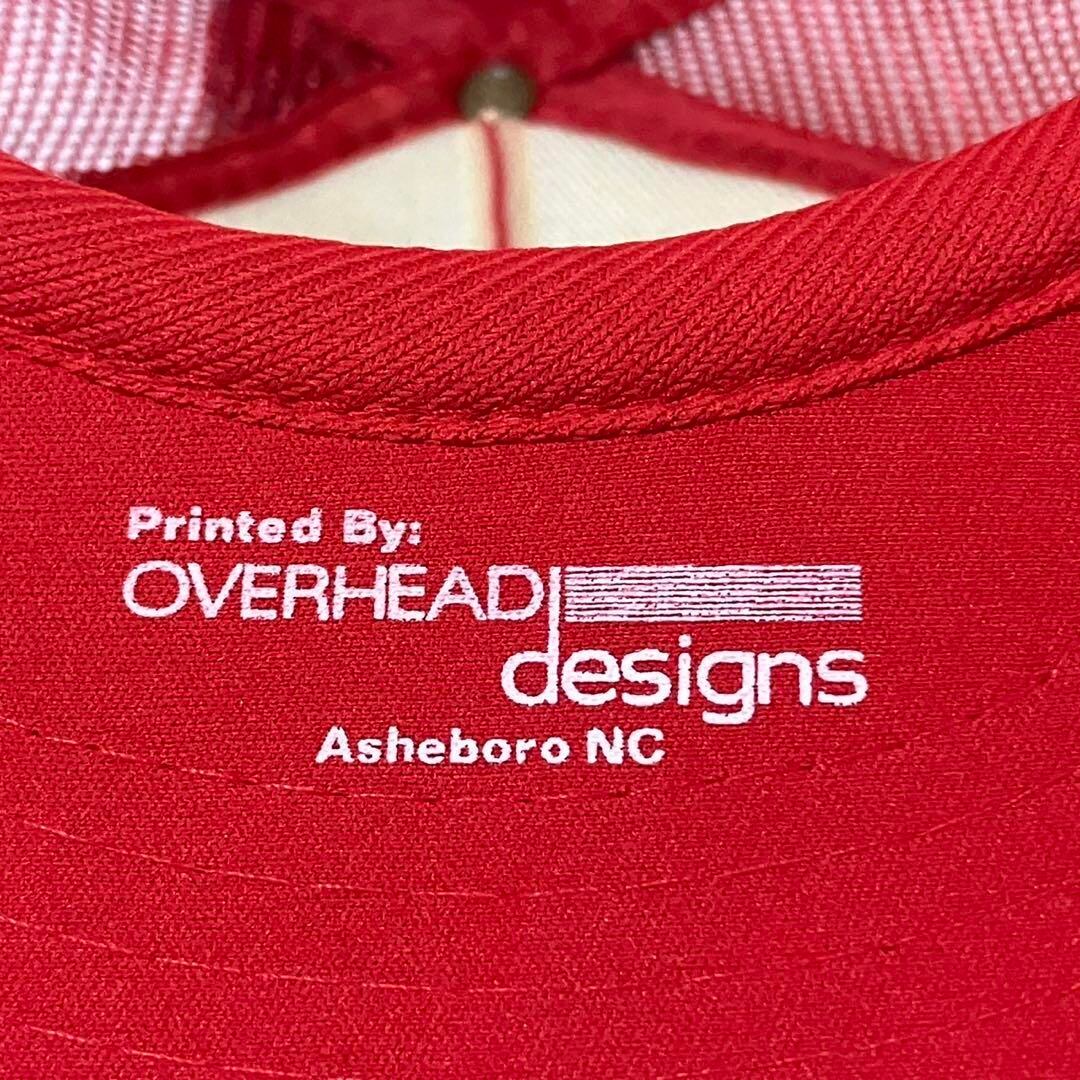 Printed By:
OVERHEAD
designs
Asheboro NC